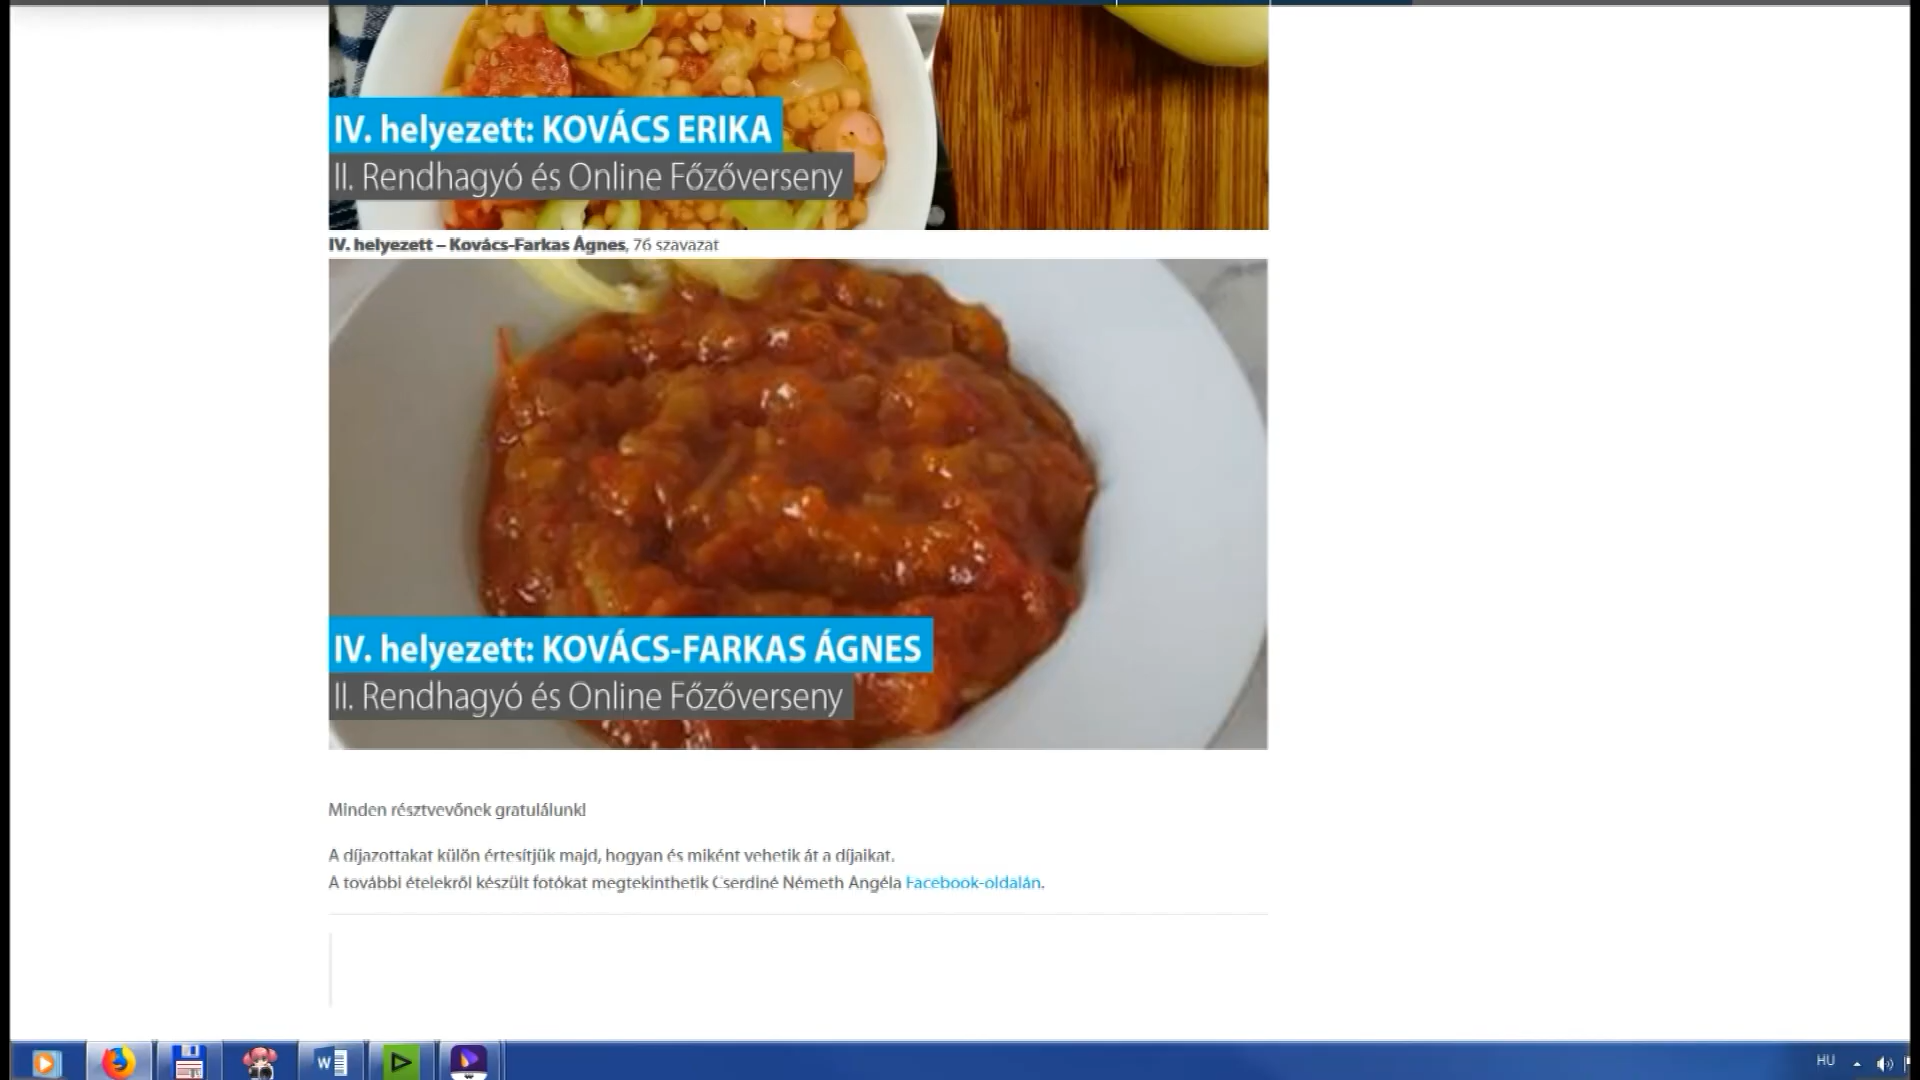 IV. helyezett: KOVÁCS ERIKA
II. Rendhagyó és Online Főzőverseny
IV. helyezett – Kovács-Farkas Ágnes, 76 szavazat
IV. helyezett: KOVÁCS-FARKAS ÁGNES
II. Rendhagyó és Online Főzőverseny
Minden résztvevőnek gratulálunk!
A díjazottakat külön értesítjük majd, hogyan és miként vehetik át a díjaikat.
A további ételekről készült fotókat megtekinthetik Cserdiné Németh Angéla Facebook-oldalán.
W
HU